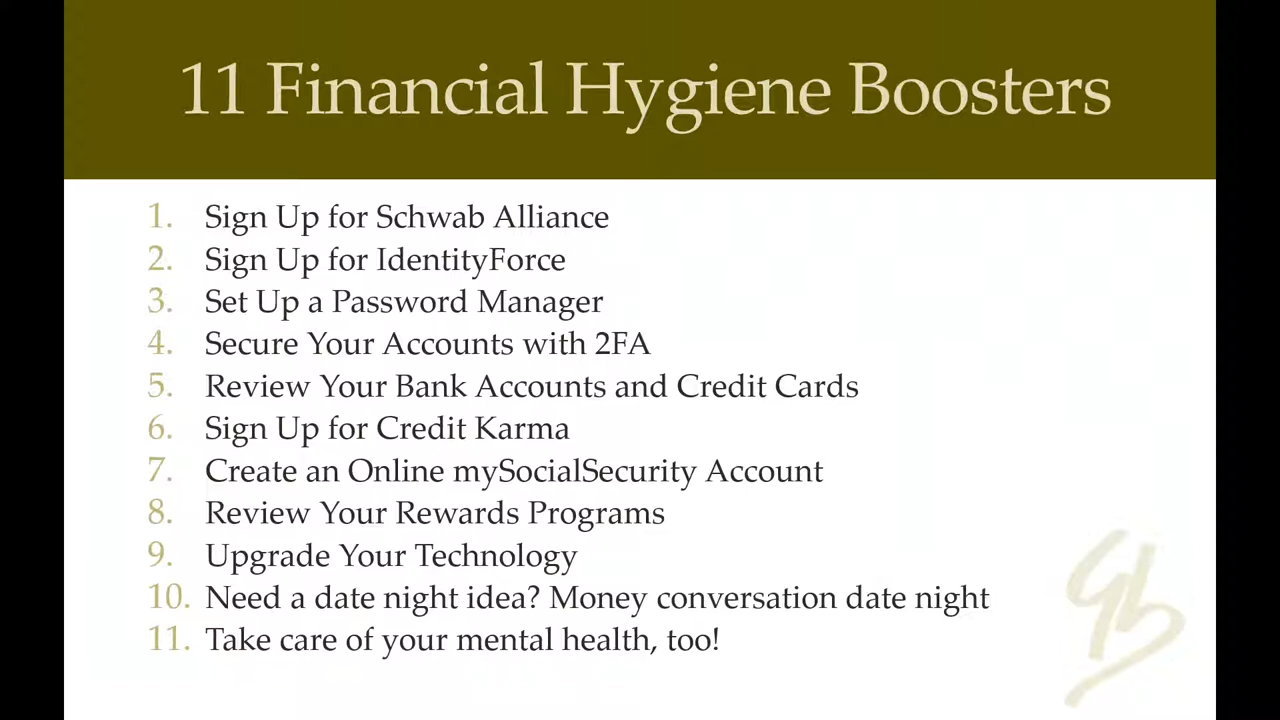 11 Financial Hygiene Boosters
1. Sign Up for Schwab Alliance
2. Sign Up for IdentityForce
3. Set Up a Password Manager
4. Secure Your Accounts with 2FA
5. Review Your Bank Accounts and Credit Cards
6. Sign Up for Credit Karma
7. Create an Online mySocialSecurity Account
8. Review Your Rewards Programs
9. Upgrade Your Technology
10. Need a date night idea? Money conversation date night
11. Take care of your mental health, too!